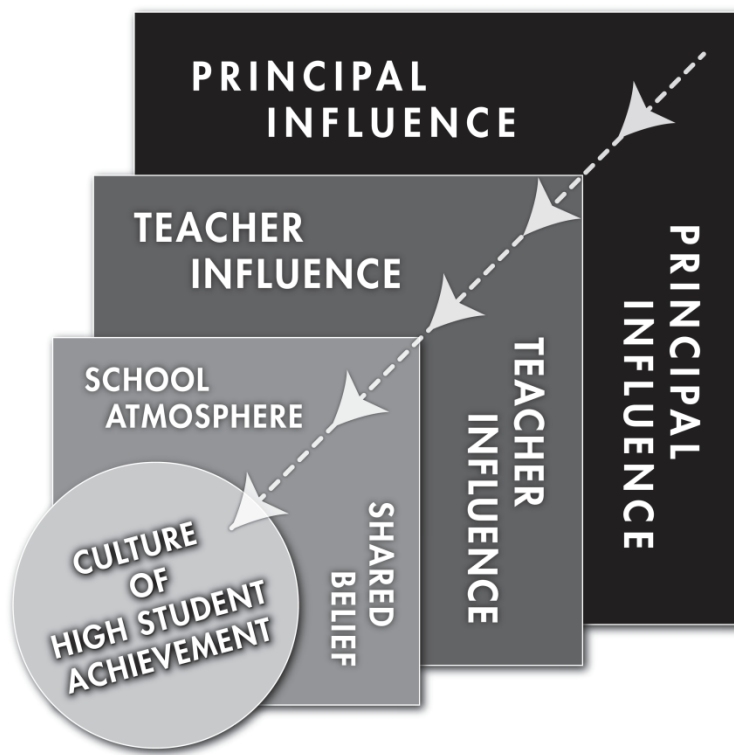 PRINCIPAL
INFLUENCE
PRINCIPAL
INFLUENCE
TEACHER
INFLUENCE
TEACHER
INFLUENCE
SCHOOL
ATMOSPHERE
SHARED
BELIEF
CULTURE
OF
HIGH STUDENT
ACHIEVEMENT